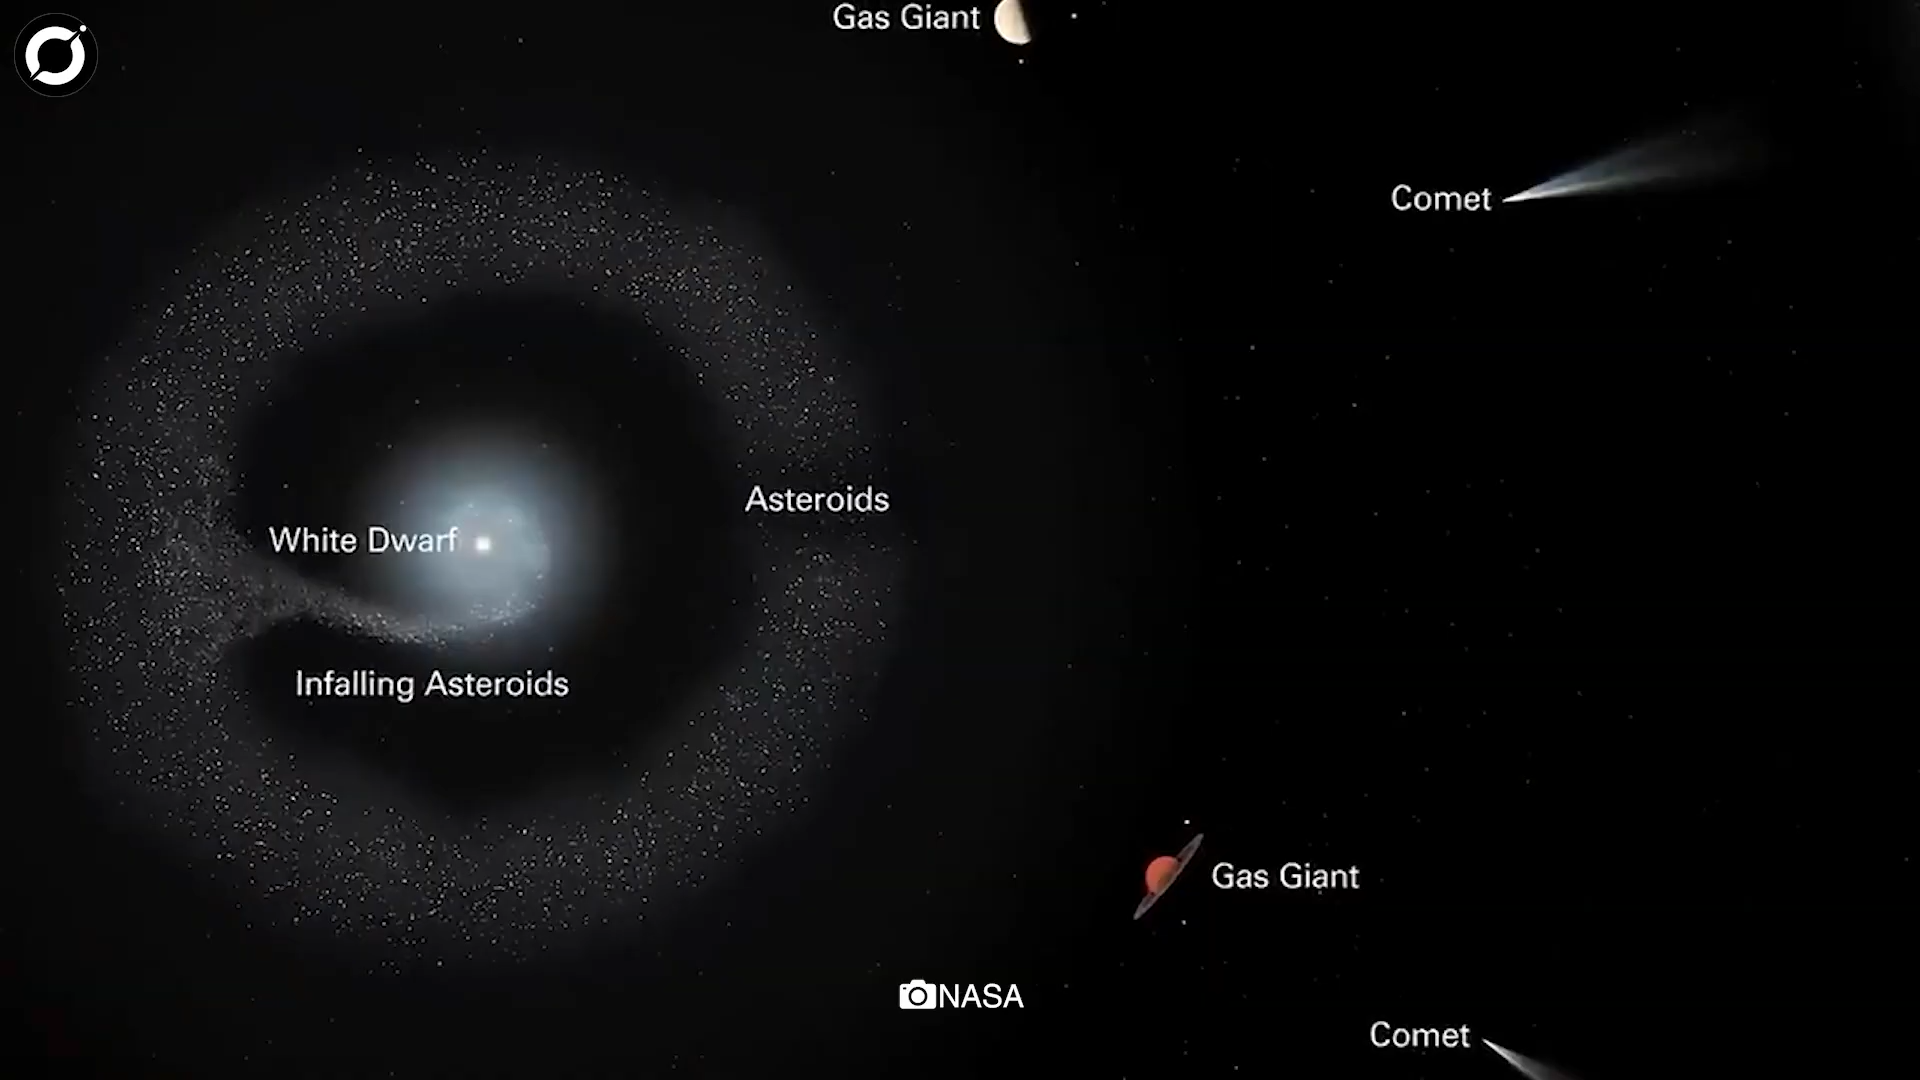 Gas Giant
Comet
Asteroids
White Dwarf
Infalling Asteroids
Gas Giant
NASA
Comet